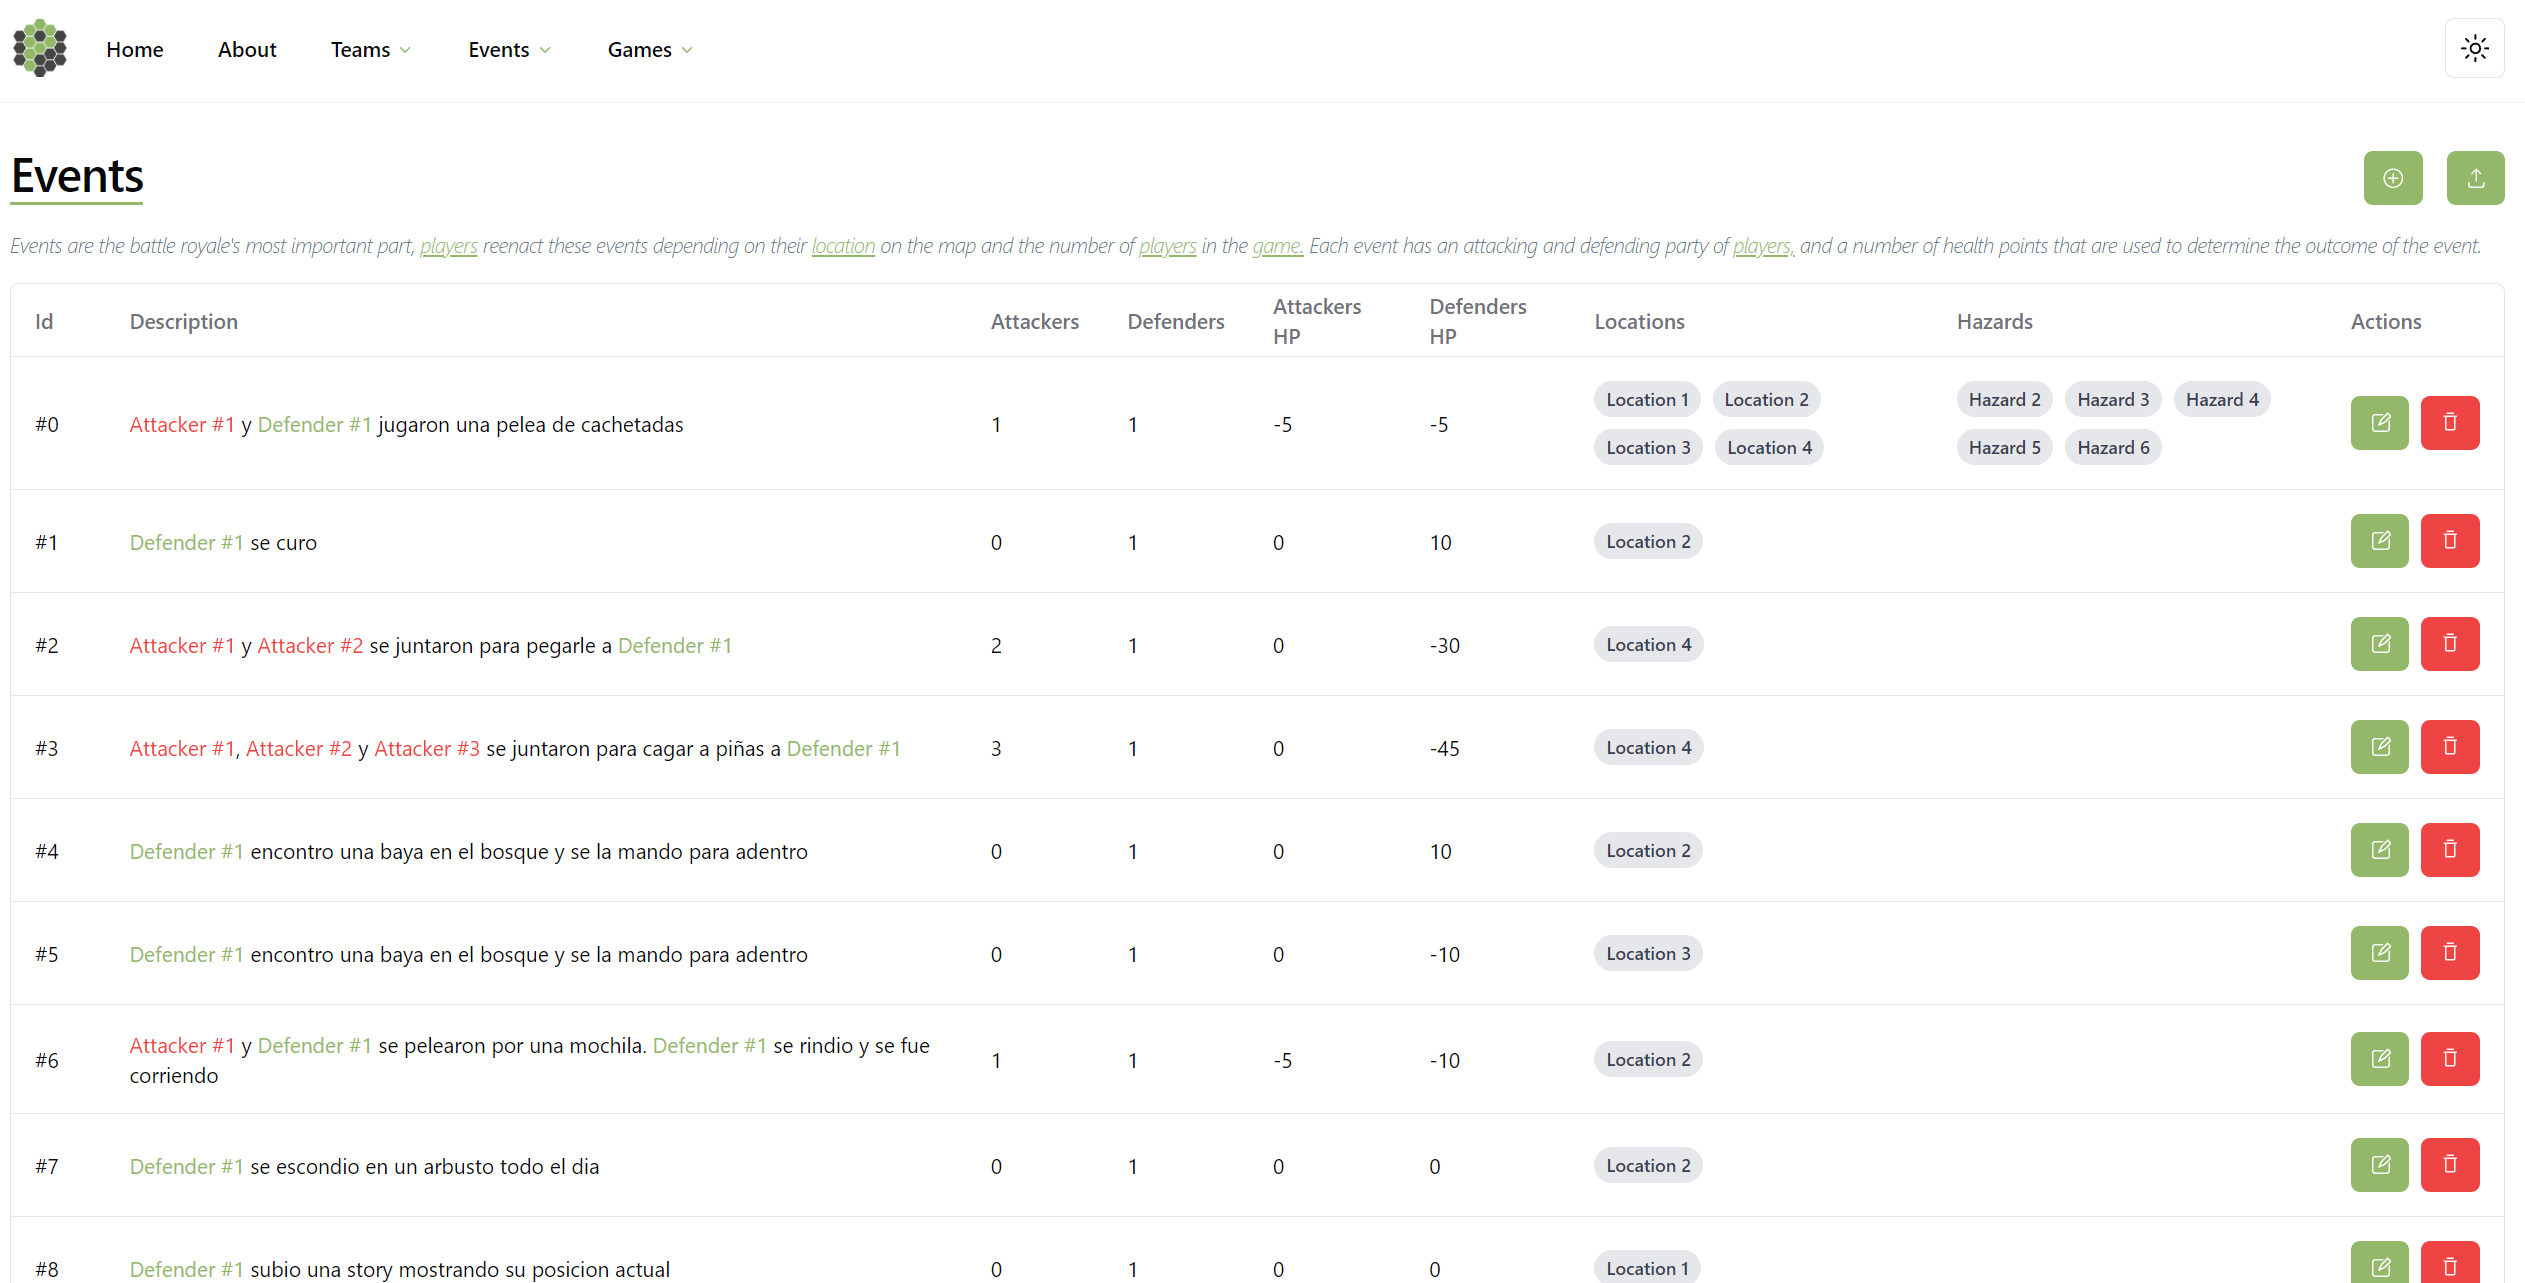 Home About Teams Events Games
Events
Events are the battle royale's most important part, players reenact these events depending on their location on the map and the number of players in the game. Each event has an attacking and defending party of players, and a number of health points that are used to determine the outcome of the event.
Id Description Attackers Defenders Attackers HP Defenders HP Locations Hazards Actions
#0 Attacker #1 y Defender #1 jugaron una pelea de cachetadas 1 1 -5 -5 Location 1 Location 2 Hazard 2 Hazard 3 Hazard 4
Location 3 Location 4 Hazard 5 Hazard 6
#1 Defender #1 se curo 0 1 0 10 Location 2
#2 Attacker #1 y Attacker #2 se juntaron para pegarle a Defender #1 2 1 0 -30 Location 4
#3 Attacker #1, Attacker #2 y Attacker #3 se juntaron para cagar a piñas a Defender #1 3 1 0 -45 Location 4
#4 Defender #1 encontro una baya en el bosque y se la mando para adentro 0 1 0 10 Location 2
#5 Defender #1 encontro una baya en el bosque y se la mando para adentro 0 1 0 -10 Location 3
#6 Attacker #1 y Defender #1 se pelearon por una mochila. Defender #1 se rindio y se fue
corriendo 1 1 -5 -10 Location 2
#7 Defender #1 se escondio en un arbusto todo el dia 0 1 0 0 Location 2
#8 Defender #1 subio una story mostrando su posicion actual 0 1 0 0 Location 1